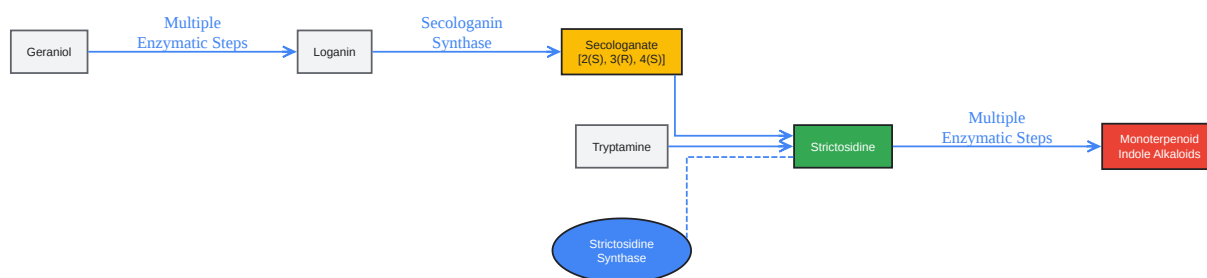 Multiple
Enzymatic Steps
Secologanin
Synthase
Geraniol
Loganin
Secologanate
[2(S), 3(R), 4(S)]
Tryptamine
Strictosidine
Multiple
Enzymatic Steps
Monoterpenoid
Indole Alkaloids
Strictosidine
Synthase